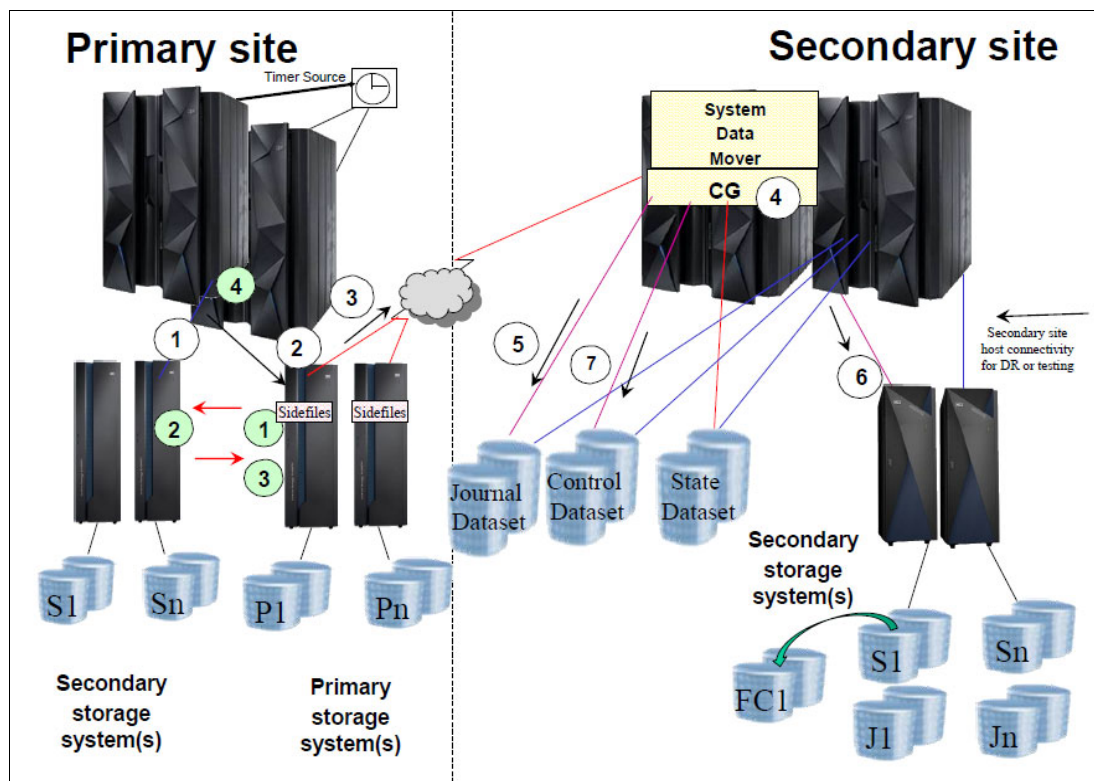 Primary site
Secondary site
Timer Source
System
Data
Mover
CG
4
4
3
1
2
5
7
6
Secondary site
host connectivity
for DR or testing
Sidefiles
Sidefiles
2
1
3
Journal
Dataset
Control
Dataset
State
Dataset
Secondary
storage
system(s)
S1
Sn
P1
Pn
S1
Sn
FC1
J1
Jn
Secondary
storage
system(s)
Primary
storage
system(s)